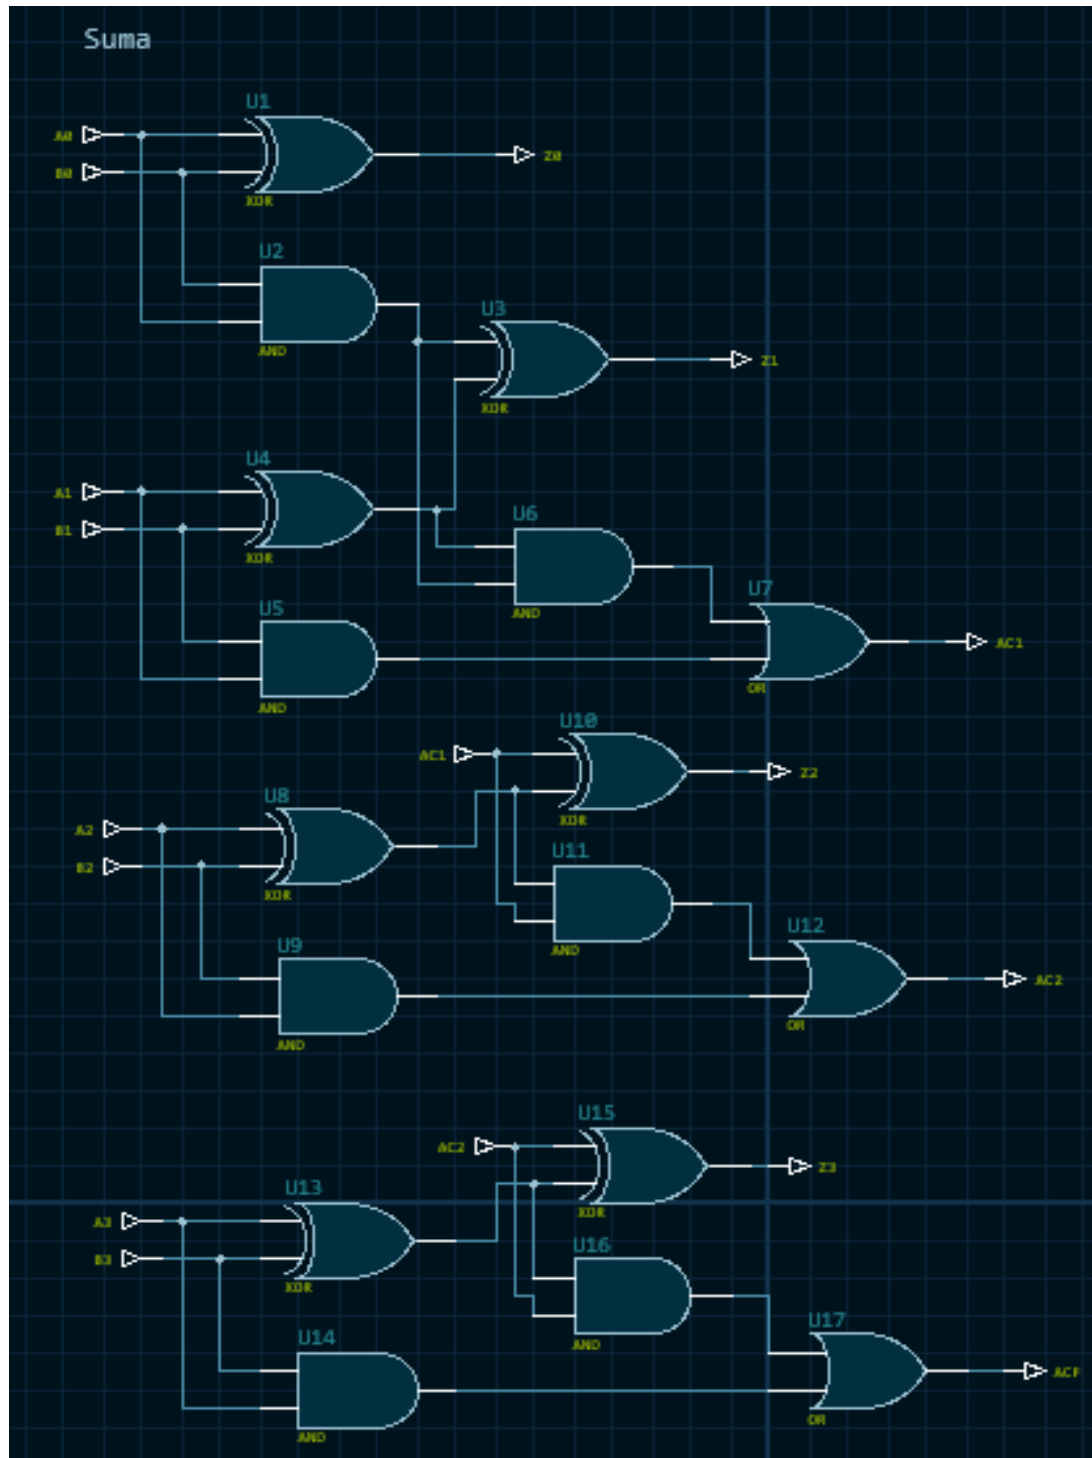 Suma
U1
A0
Z0
B0
XOR
U2
AND
U3
Z1
XOR
U4
A1
B1
XOR
U6
AND
U5
AND
U7
AC1
OR
U10
AC1
Z2
XOR
U8
A2
B2
XOR
U11
AND
U9
AND
U12
AC2
OR
U15
AC2
Z3
XOR
U13
A3
B3
XOR
U16
AND
U14
AND
U17
ACF
OR